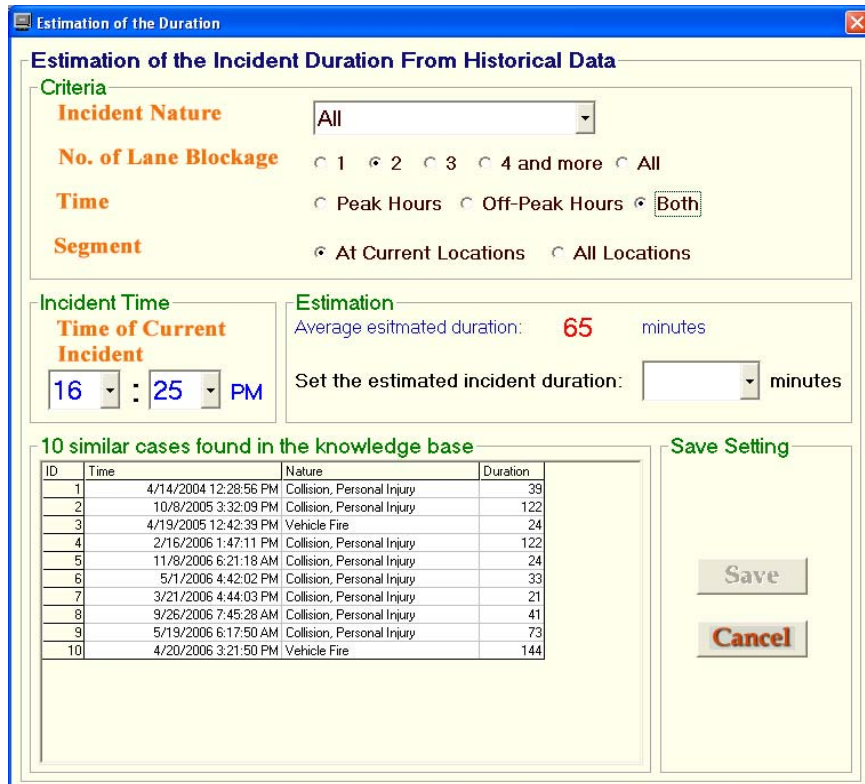 Estimation of the Duration
Estimation of the Incident Duration From Historical Data
Criteria
Incident Nature All
No. of Lane Blockage 1 2 3 4 and more All
Time Peak Hours Off-Peak Hours Both
Segment At Current Locations All Locations
Incident Time
Time of Current
Incident
16 : 25 PM
Estimation
Average esitmated duration: 65 minutes
Set the estimated incident duration: minutes
10 similar cases found in the knowledge base
ID Time Nature Duration
1 4/14/2004 12:28:56 PM Collision, Personal Injury 39
2 10/8/2005 3:32:09 PM Collision, Personal Injury 122
3 4/19/2005 12:42:39 PM Vehicle Fire 24
4 2/16/2006 1:47:11 PM Collision, Personal Injury 122
5 11/8/2006 6:21:18 AM Collision, Personal Injury 24
6 5/1/2006 4:42:02 PM Collision, Personal Injury 33
7 3/21/2006 4:44:03 PM Collision, Personal Injury 21
8 9/26/2006 7:45:28 AM Collision, Personal Injury 41
9 5/19/2006 6:17:50 AM Collision, Personal Injury 73
10 4/20/2006 3:21:50 PM Vehicle Fire 144
Save Setting
Save
Cancel